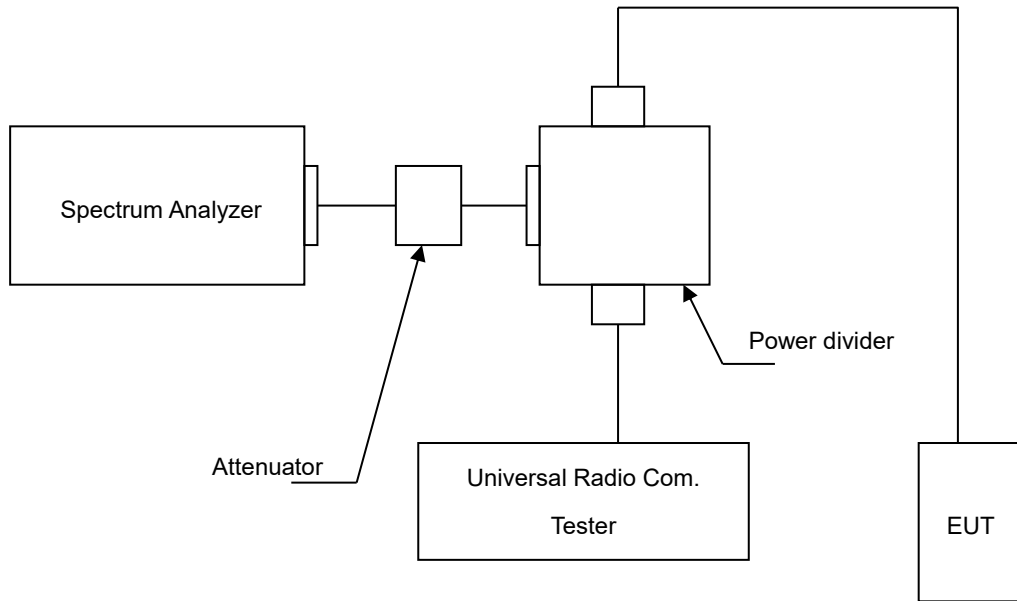 Spectrum Analyzer
Power divider
Attenuator
Universal Radio Com.
Tester
EUT